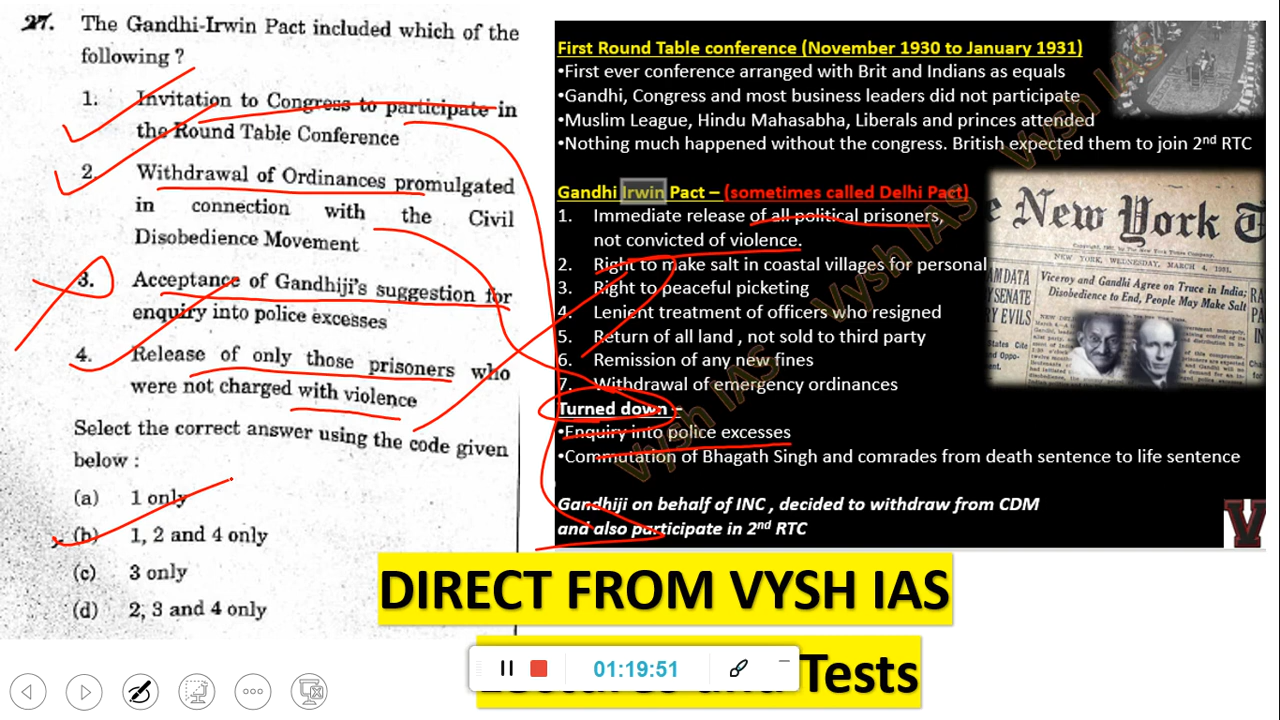 27. The Gandhi-Irwin Pact included which of the
following ?
1. Invitation to Congress to participate in
the Round Table Conference
2. Withdrawal of Ordinances promulgated
in connection with the Civil
Disobedience Movement
3. Acceptance of Gandhiji's suggestion for
enquiry into police excesses
4. Release of only those prisoners who
were not charged with violence
Select the correct answer using the code given
below :
(a) 1 only
(b) 1, 2 and 4 only
(c) 3 only
(d) 2, 3 and 4 only
First Round Table conference (November 1930 to January 1931)
•First ever conference arranged with Brit and Indians as equals
•Gandhi, Congress and most business leaders did not participate
•Muslim League, Hindu Mahasabha, Liberals and princes attended
•Nothing much happened without the congress. British expected them to join 2nd RTC
Gandhi Irwin Pact – (sometimes called Delhi Pact)
1. Immediate release of all political prisoners,
not convicted of violence.
2. Right to make salt in coastal villages for personal
3. Right to peaceful picketing
4. Lenient treatment of officers who resigned
5. Return of all land , not sold to third party
6. Remission of any new fines
7. Withdrawal of emergency ordinances
Turned down –
•Enquiry into police excesses
•Commutation of Bhagath Singh and comrades from death sentence to life sentence
Gandhiji on behalf of INC , decided to withdraw from CDM
and also participate in 2nd RTC
Vysh IAS
Vysh IAS
Vysh IAS
e New York T
NEW YORK, WEDNESDAY, MARCH 4, 1931.
Viceroy and Gandhi Agree on Truce in India;
Disobedience to End, People May Make Salt
V
DIRECT FROM VYSH IAS
Lectures and Tests
01:19:51